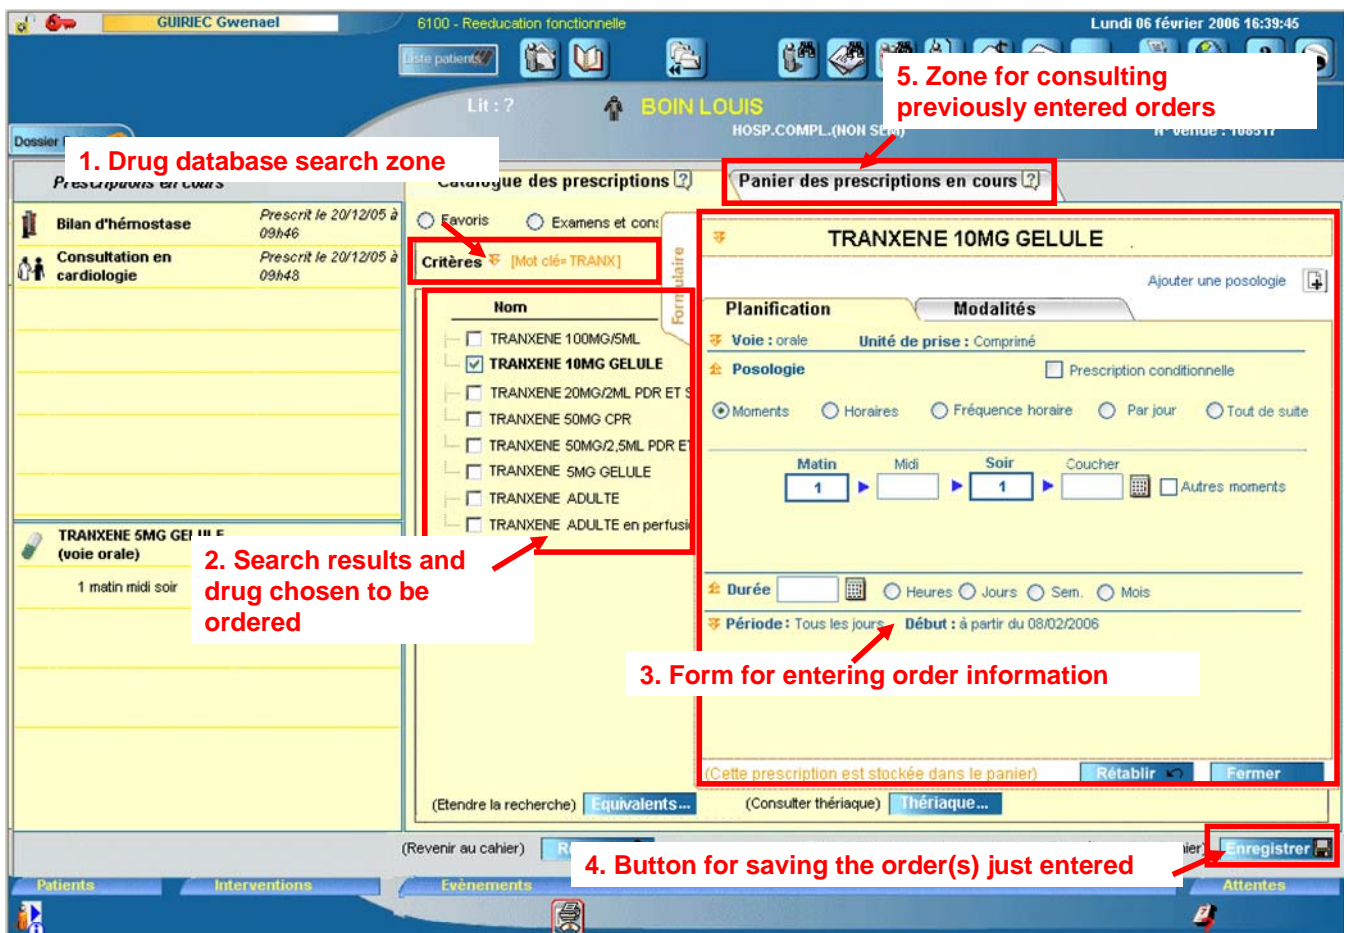 GUIRIEC Gwenael
6100 - Reeducation fonctionnelle
Lundi 06 février 2006 16:39:45
Liste patients
5. Zone for consulting
previously entered orders
Lit : ?
BOIN LOUIS
HOSP.COMPL.(NON SEM)
N° vende : 108517
Dossier
1. Drug database search zone
Prescriptions en cours
Catalogue des prescriptions ?
Panier des prescriptions en cours ?
Bilan d'hémostase
Prescrit le 20/12/05 à
09h46
Consultation en
cardiologie
Prescrit le 20/12/05 à
09h48
Favoris
Examens et cons
Critères
[Mot clé= TRANX]
Formulaire
Nom
TRANXENE 100MG/5ML
TRANXENE 10MG GELULE
TRANXENE 20MG/2ML PDR ET S
TRANXENE 50MG CPR
TRANXENE 50MG/2,5ML PDR ET
TRANXENE 5MG GELULE
TRANXENE ADULTE
TRANXENE ADULTE en perfusi
TRANXENE 10MG GELULE
Ajouter une posologie
Planification
Modalités
Voie : orale
Unité de prise : Comprimé
Posologie
Prescription conditionnelle
Moments
Horaires
Fréquence horaire
Par jour
Tout de suite
Matin
Midi
Soir
Coucher
1
1
Autres moments
TRANXENE 5MG GELULE
(voie orale)
1 matin midi soir
2. Search results and
drug chosen to be
ordered
Durée
Heures
Jours
Sem.
Mois
Période : Tous les jours
Début : à partir du 08/02/2006
3. Form for entering order information
(Cette prescription est stockée dans le panier)
Rétablir
Fermer
(Etendre la recherche)
Equivalents...
(Consulter thériaque)
Thériaque...
(Revenir au cahier)
4. Button for saving the order(s) just entered
Enregistrer
Patients
Interventions
Evènements
Attentes